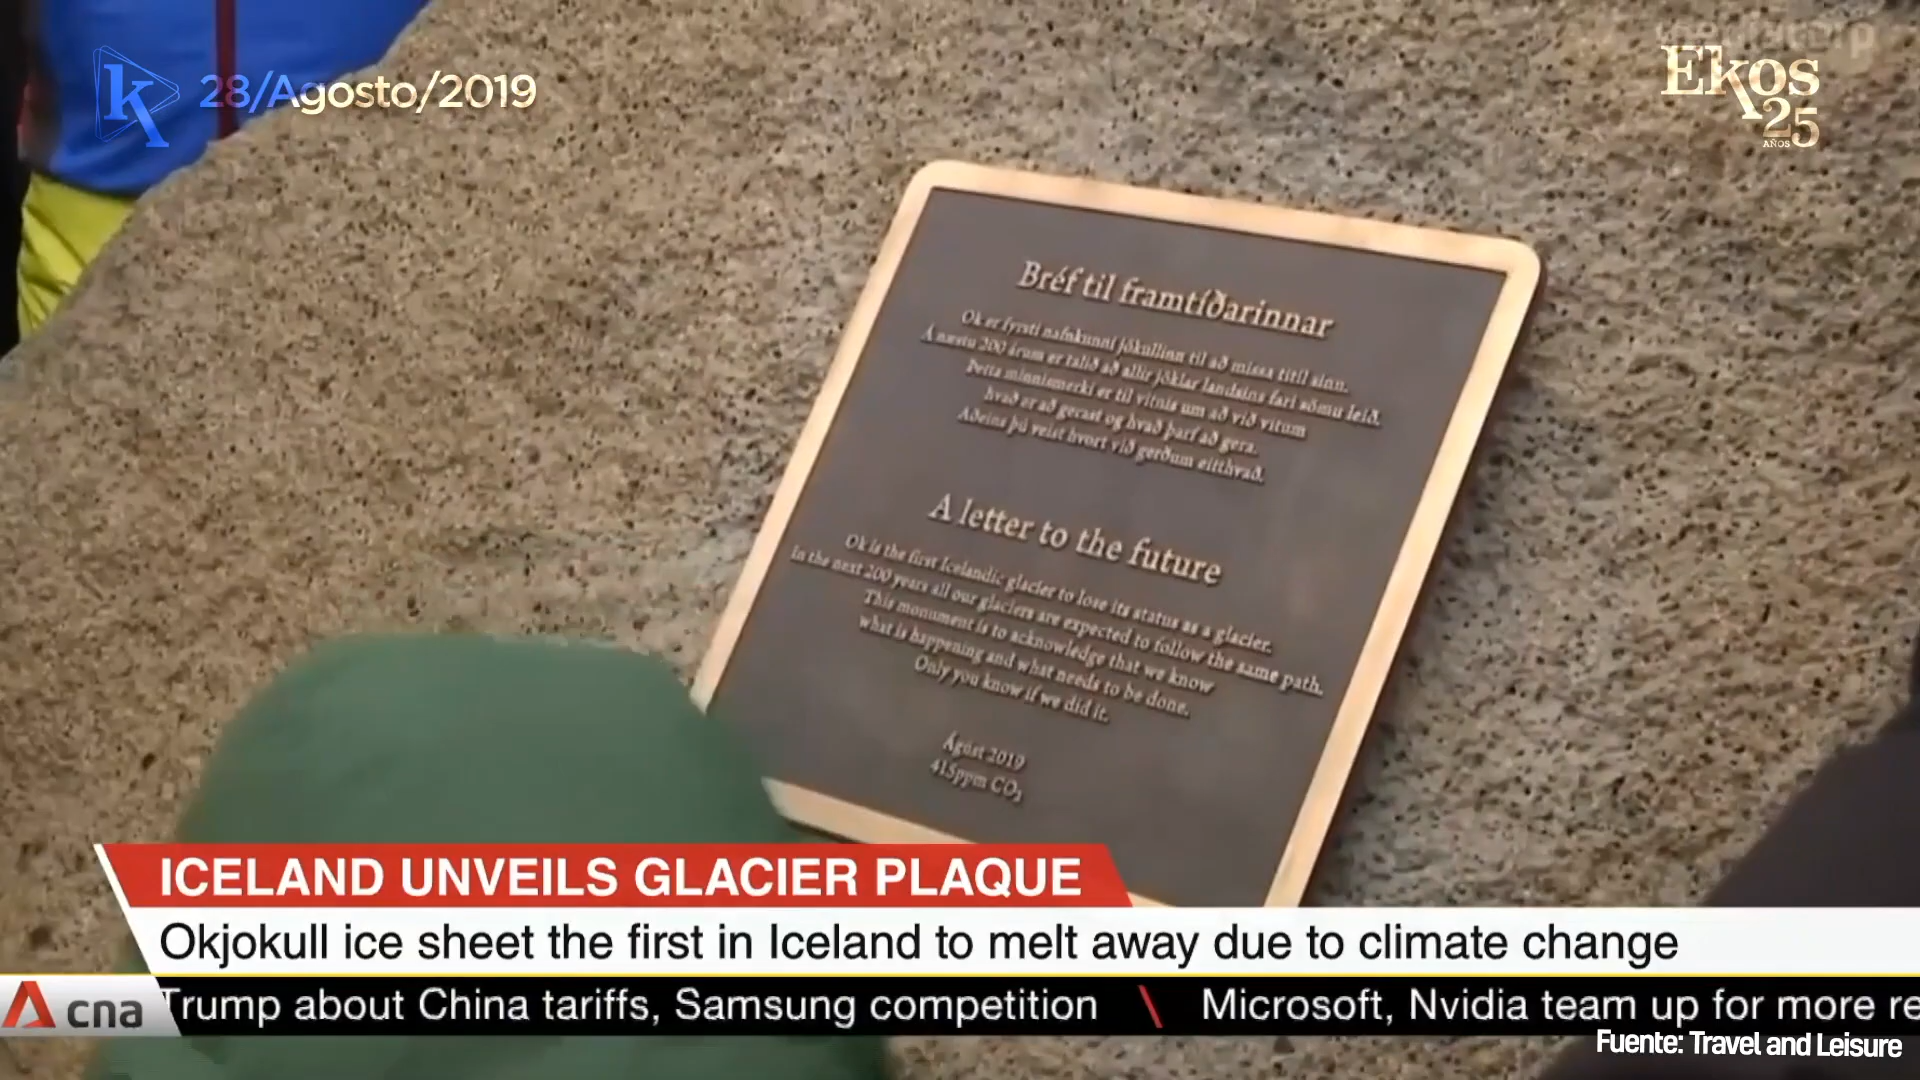 k 28/Agosto/2019
Ekos
25
AÑOS
Bréf til framtíðarinnar
Ok er fyrsti nafnkunni jökullinn til að missa titil sinn.
Á næstu 200 árum er talið að allir jöklar landsins fari sömu leið.
Þetta minnismerki er til vitnis um að við vitum
hvað er að gerast og hvað þarf að gera.
Aðeins þú veist hvort við gerðum eitthvað.
A letter to the future
Ok is the first Icelandic glacier to lose its status as a glacier.
In the next 200 years all our glaciers are expected to follow the same path.
This monument is to acknowledge that we know
what is happening and what needs to be done.
Only you know if we did it.
Ágúst 2019
415ppm CO₂
ICELAND UNVEILS GLACIER PLAQUE
Okjokull ice sheet the first in Iceland to melt away due to climate change
cna Trump about China tariffs, Samsung competition \ Microsoft, Nvidia team up for more re
Fuente: Travel and Leisure